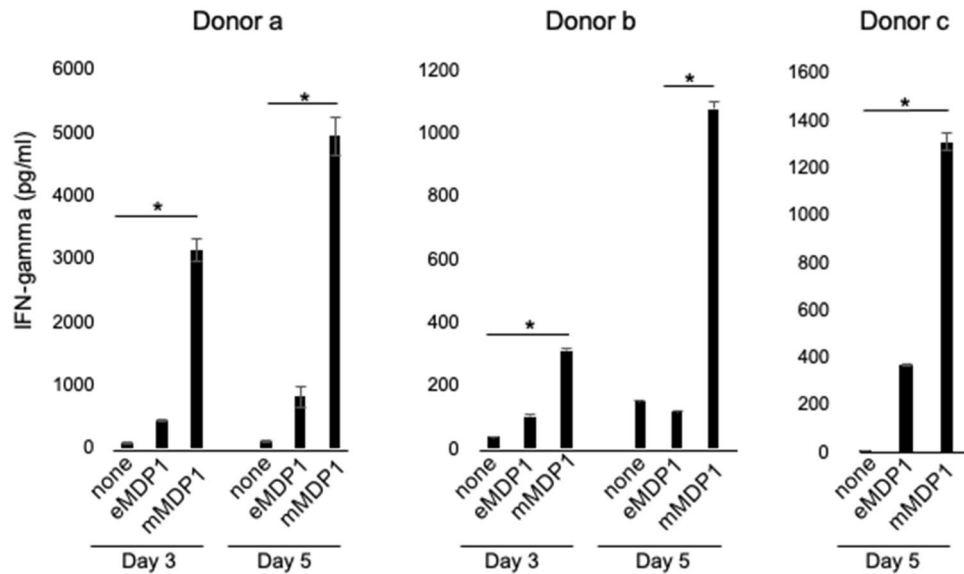 Donor a
Donor b
Donor c
IFN-gamma (pg/ml)
6000
5000
4000
3000
2000
1000
0
*
*
none
eMDP1
mMDP1
none
eMDP1
mMDP1
Day 3
Day 5
1200
1000
800
600
400
200
0
*
*
none
eMDP1
mMDP1
none
eMDP1
mMDP1
Day 3
Day 5
1600
1400
1200
1000
800
600
400
200
0
*
none
eMDP1
mMDP1
Day 5